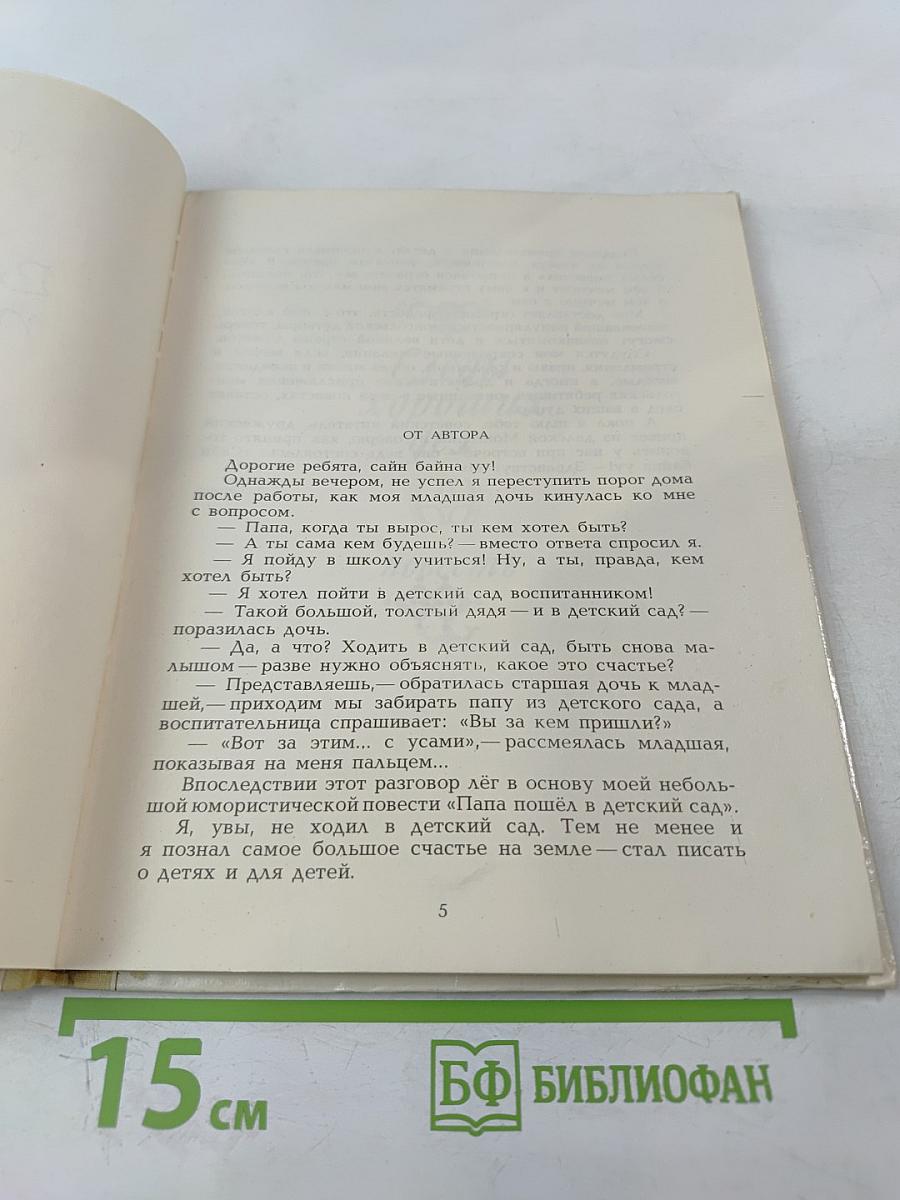 ОТ АВТОРА
Дорогие ребята, сайн байна уу!
Однажды вечером, не успел я переступить порог дома
после работы, как моя младшая дочь кинулась ко мне
с вопросом.
— Папа, когда ты вырос, ты кем хотел быть?
— А ты сама кем будешь? — вместо ответа спросил я.
— Я пойду в школу учиться! Ну, а ты, правда, кем
хотел быть?
— Я хотел пойти в детский сад воспитанником!
— Такой большой, толстый дядя — и в детский сад? —
поразилась дочь.
— Да, а что? Ходить в детский сад, быть снова ма-
лышом — разве нужно объяснять, какое это счастье?
— Представляешь,— обратилась старшая дочь к млад-
шей,— приходим мы забирать папу из детского сада, а
воспитательница спрашивает: «Вы за кем пришли?»
— «Вот за этим... с усами»,— рассмеялась младшая,
показывая на меня пальцем...
Впоследствии этот разговор лёг в основу моей неболь-
шой юмористической повести «Папа пошёл в детский сад».
Я, увы, не ходил в детский сад. Тем не менее и
я познал самое большое счастье на земле — стал писать
о детях и для детей.
5
15 см
БФ БИБЛИОФАН